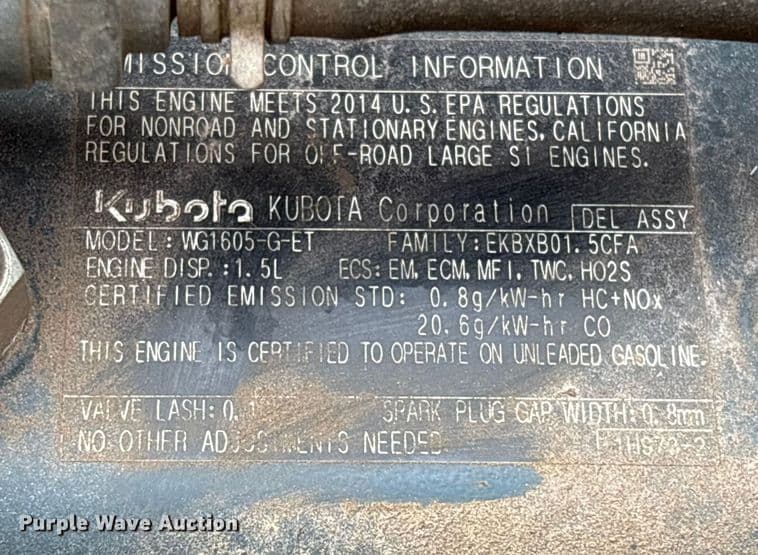 EMISSION CONTROL INFORMATION
THIS ENGINE MEETS 2014 U.S. EPA REGULATIONS
FOR NONROAD AND STATIONARY ENGINES, CALIFORNIA
REGULATIONS FOR OFF-ROAD LARGE SI ENGINES.
Kubota KUBOTA Corporation DEL ASSY
MODEL: WG1605-G-ET FAMILY: EKBXB01.5CFA
ENGINE DISP.: 1.5L ECS: EM, ECM, MFI, TWC, HO2S
CERTIFIED EMISSION STD: 0.8g/kW-hr HC+NOx
20.6g/kW-hr CO
THIS ENGINE IS CERTIFIED TO OPERATE ON UNLEADED GASOLINE.
VALVE LASH: SPARK PLUG GAP WIDTH: 0.8mm
NO OTHER ADJUSTMENTS NEEDED
Purple Wave Auction